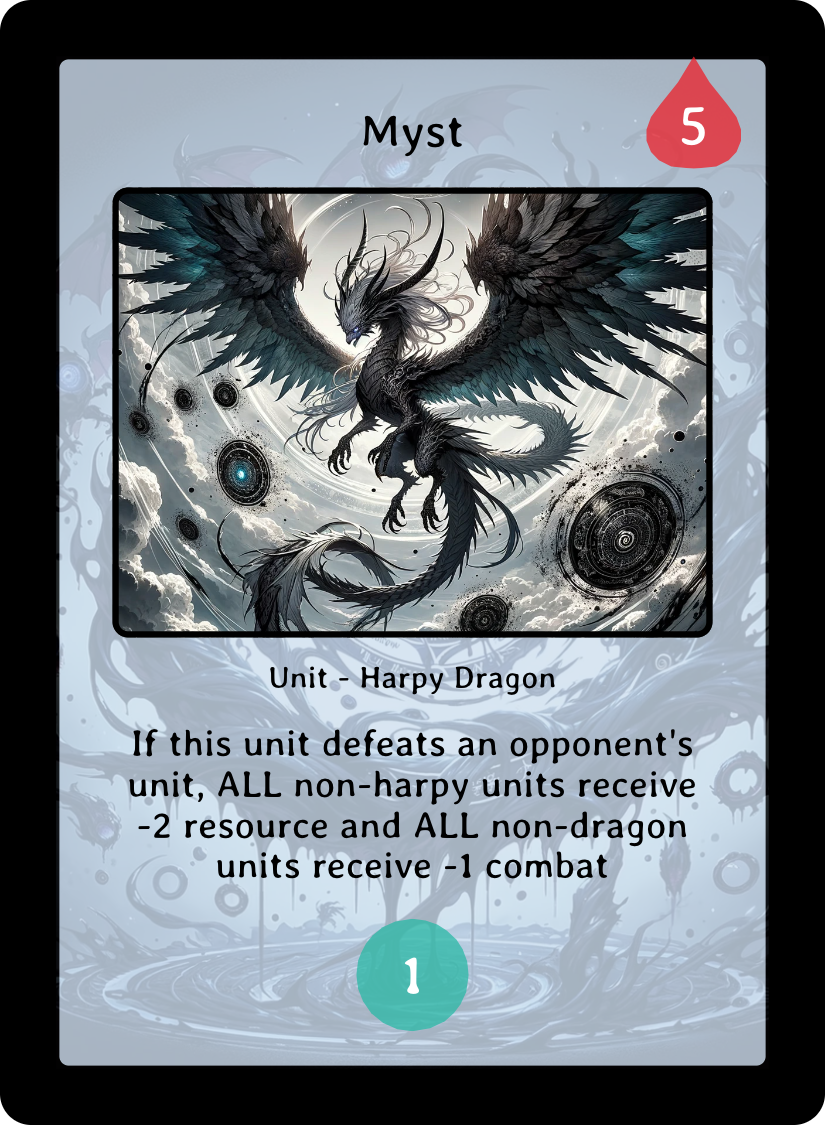 Myst
5
Unit - Harpy Dragon
If this unit defeats an opponent's
unit, ALL non-harpy units receive
-2 resource and ALL non-dragon
units receive -1 combat
1